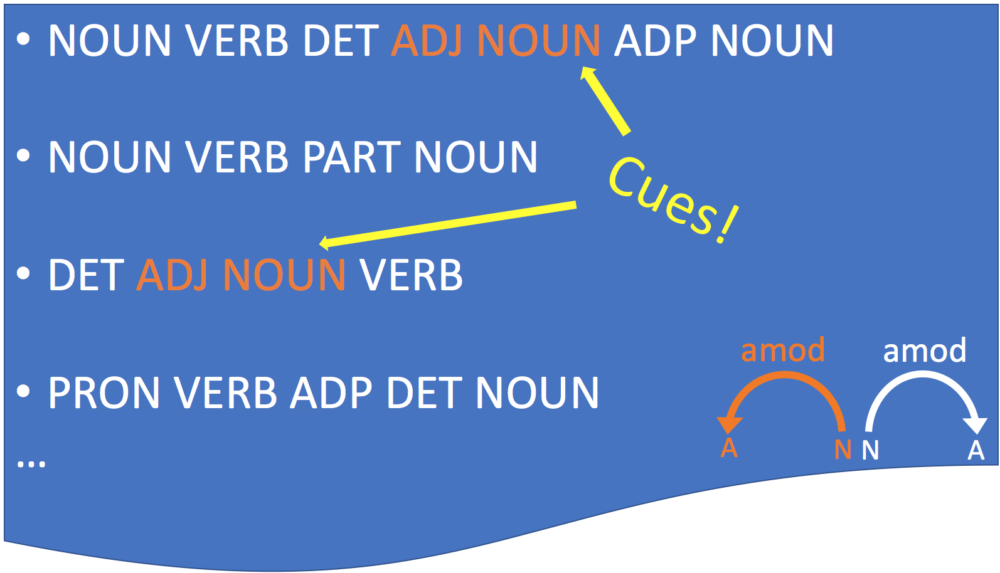 • NOUN VERB DET ADJ NOUN ADP NOUN
• NOUN VERB PART NOUN
Cues!
• DET ADJ NOUN VERB
amod amod
• PRON VERB ADP DET NOUN
A N N A
...